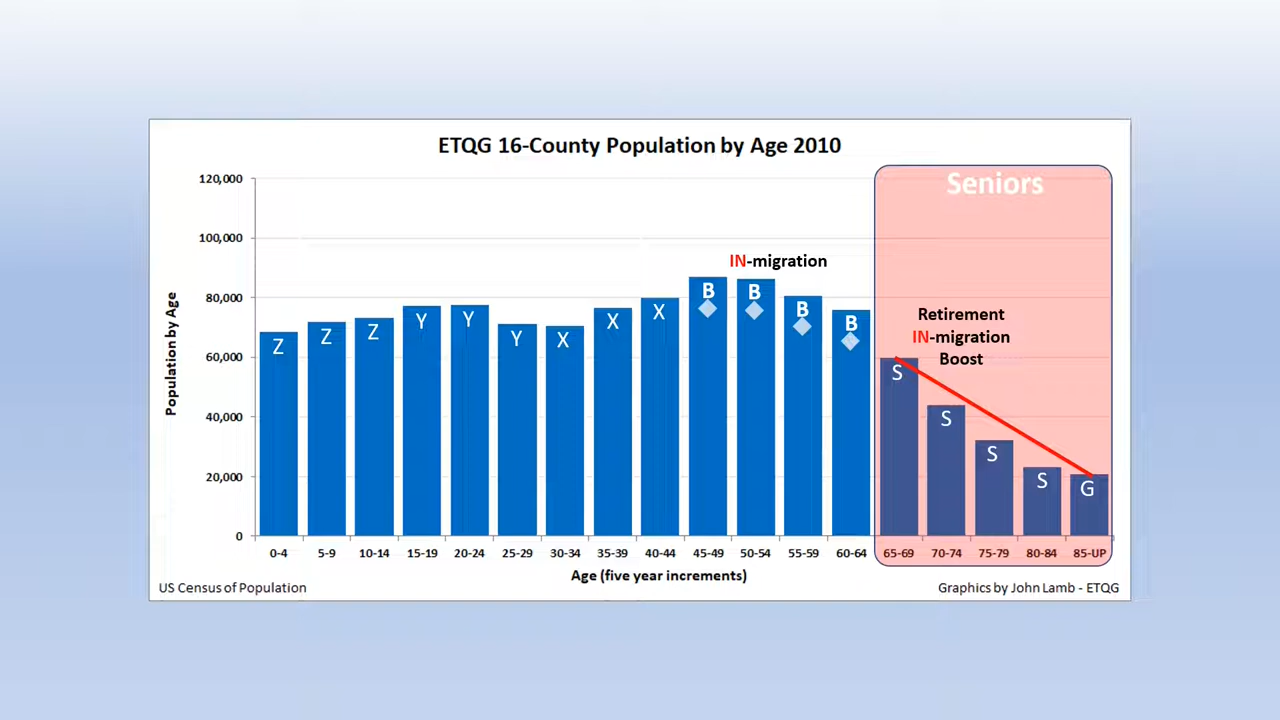 ETQG 16-County Population by Age 2010
Seniors
120,000
100,000
80,000
60,000
40,000
20,000
0
Population by Age
IN-migration
Retirement
IN-migration
Boost
Z Z Z Y Y Y X X X B B B B S S S S G
0-4 5-9 10-14 15-19 20-24 25-29 30-34 35-39 40-44 45-49 50-54 55-59 60-64 65-69 70-74 75-79 80-84 85-UP
Age (five year increments)
US Census of Population
Graphics by John Lamb - ETQG